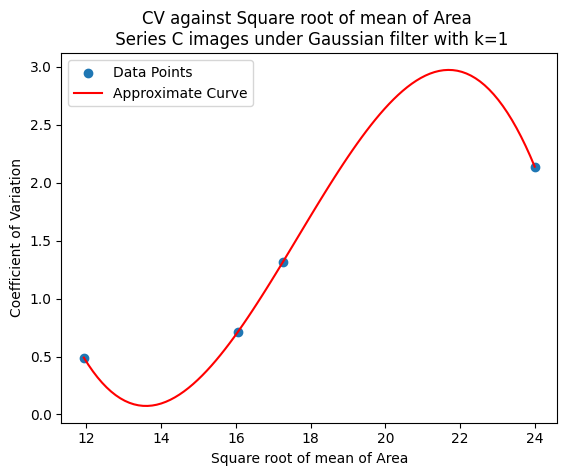 CV against Square root of mean of Area
Series C images under Gaussian filter with k=1
Data Points
Approximate Curve
Coefficient of Variation
3.0
2.5
2.0
1.5
1.0
0.5
0.0
12 14 16 18 20 22 24
Square root of mean of Area